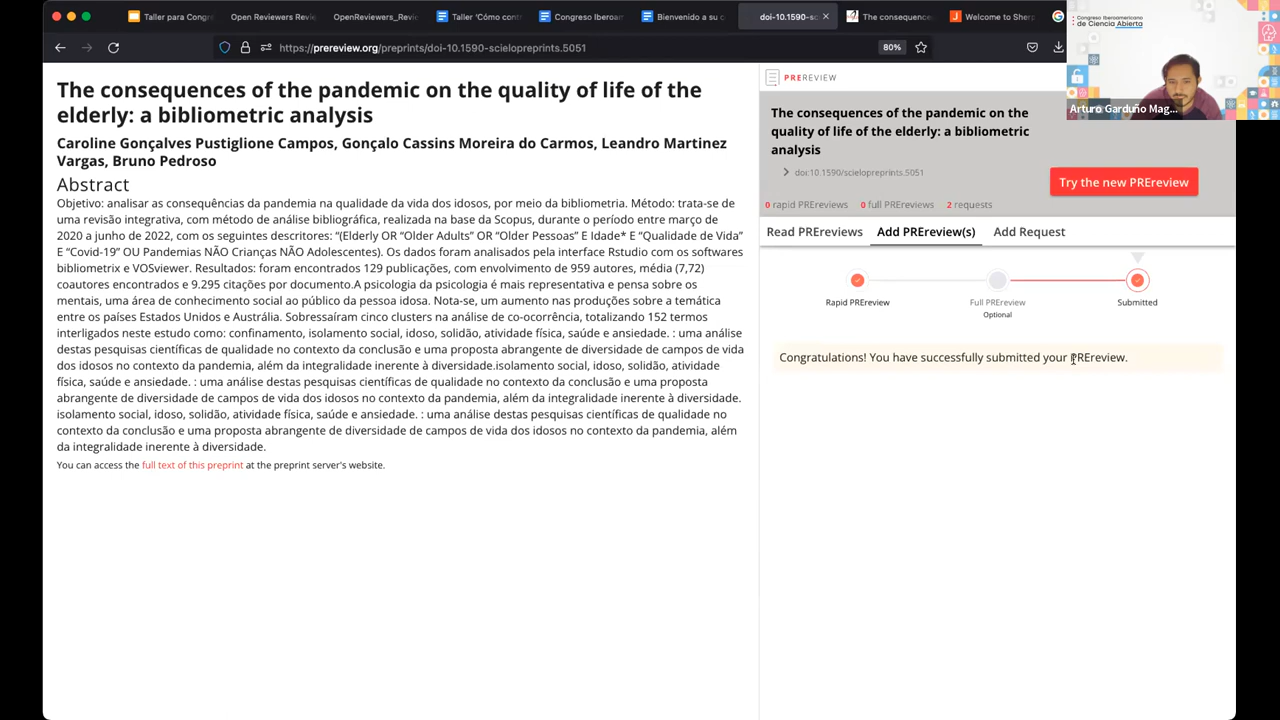 Taller para Congr
Open Reviewers Revie
OpenReviewers_Revie
Taller 'Cómo contr
Congreso Iberoam
Bienvenido a su c
doi-10.1590-sc
The consequence
Welcome to Sherp
https://prereview.org/preprints/doi-10.1590-scielopreprints.5051
80%
Congreso Iberoamericano
de Ciencia Abierta
Arturo Garduño Mag...
The consequences of the pandemic on the quality of life of the
elderly: a bibliometric analysis
Caroline Gonçalves Pustiglione Campos, Gonçalo Cassins Moreira do Carmos, Leandro Martinez
Vargas, Bruno Pedroso
Abstract
Objetivo: analisar as consequências da pandemia na qualidade da vida dos idosos, por meio da bibliometria. Método: trata-se de
uma revisão integrativa, com método de análise bibliográfica, realizada na base da Scopus, durante o período entre março de
2020 a junho de 2022, com os seguintes descritores: “(Elderly OR “Older Adults” OR “Older Pessoas” E Idade* E “Qualidade de Vida”
E “Covid-19” OU Pandemias NÃO Crianças NÃO Adolescentes). Os dados foram analisados pela interface Rstudio com os softwares
bibliometrix e VOSviewer. Resultados: foram encontrados 129 publicações, com envolvimento de 959 autores, média (7,72)
coautores encontrados e 9.295 citações por documento.A psicologia da psicologia é mais representativa e pensa sobre os
mentais, uma área de conhecimento social ao público da pessoa idosa. Nota-se, um aumento nas produções sobre a temática
entre os países Estados Unidos e Austrália. Sobressaíram cinco clusters na análise de co-ocorrência, totalizando 152 termos
interligados neste estudo como: confinamento, isolamento social, idoso, solidão, atividade física, saúde e ansiedade. : uma análise
destas pesquisas científicas de qualidade no contexto da conclusão e uma proposta abrangente de diversidade de campos de vida
dos idosos no contexto da pandemia, além da integralidade inerente à diversidade.isolamento social, idoso, solidão, atividade
física, saúde e ansiedade. : uma análise destas pesquisas científicas de qualidade no contexto da conclusão e uma proposta
abrangente de diversidade de campos de vida dos idosos no contexto da pandemia, além da integralidade inerente à diversidade.
isolamento social, idoso, solidão, atividade física, saúde e ansiedade. : uma análise destas pesquisas científicas de qualidade no
contexto da conclusão e uma proposta abrangente de diversidade de campos de vida dos idosos no contexto da pandemia, além
da integralidade inerente à diversidade.
You can access the full text of this preprint at the preprint server's website.
PREREVIEW
The consequences of the pandemic on the
quality of life of the elderly: a bibliometric
analysis
doi:10.1590/scielopreprints.5051
Try the new PREreview
0 rapid PREreviews 0 full PREreviews 2 requests
Read PREreviews Add PREreview(s) Add Request
Rapid PREreview
Full PREreview
Optional
Submitted
Congratulations! You have successfully submitted your PREreview.